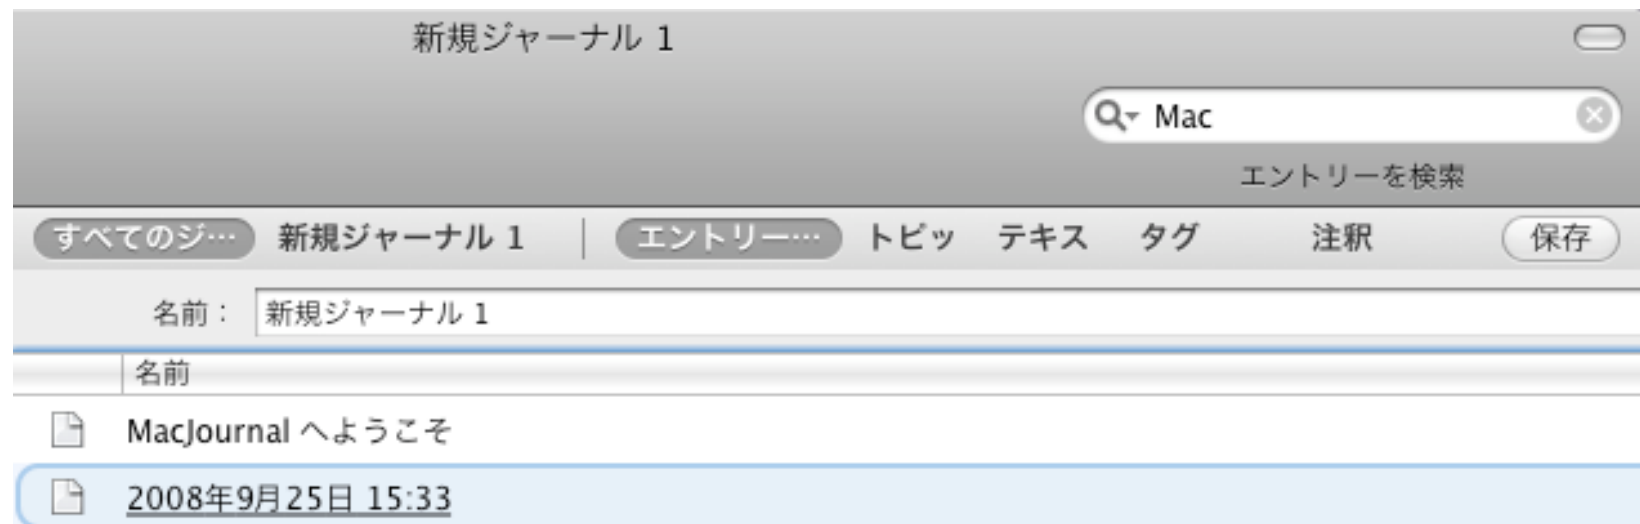 新規ジャーナル 1
Mac
エントリーを検索
すべてのジ… 新規ジャーナル 1 エントリー… トピッ テキス タグ 注釈 保存
名前： 新規ジャーナル 1
名前
MacJournal へようこそ
2008年9月25日 15:33